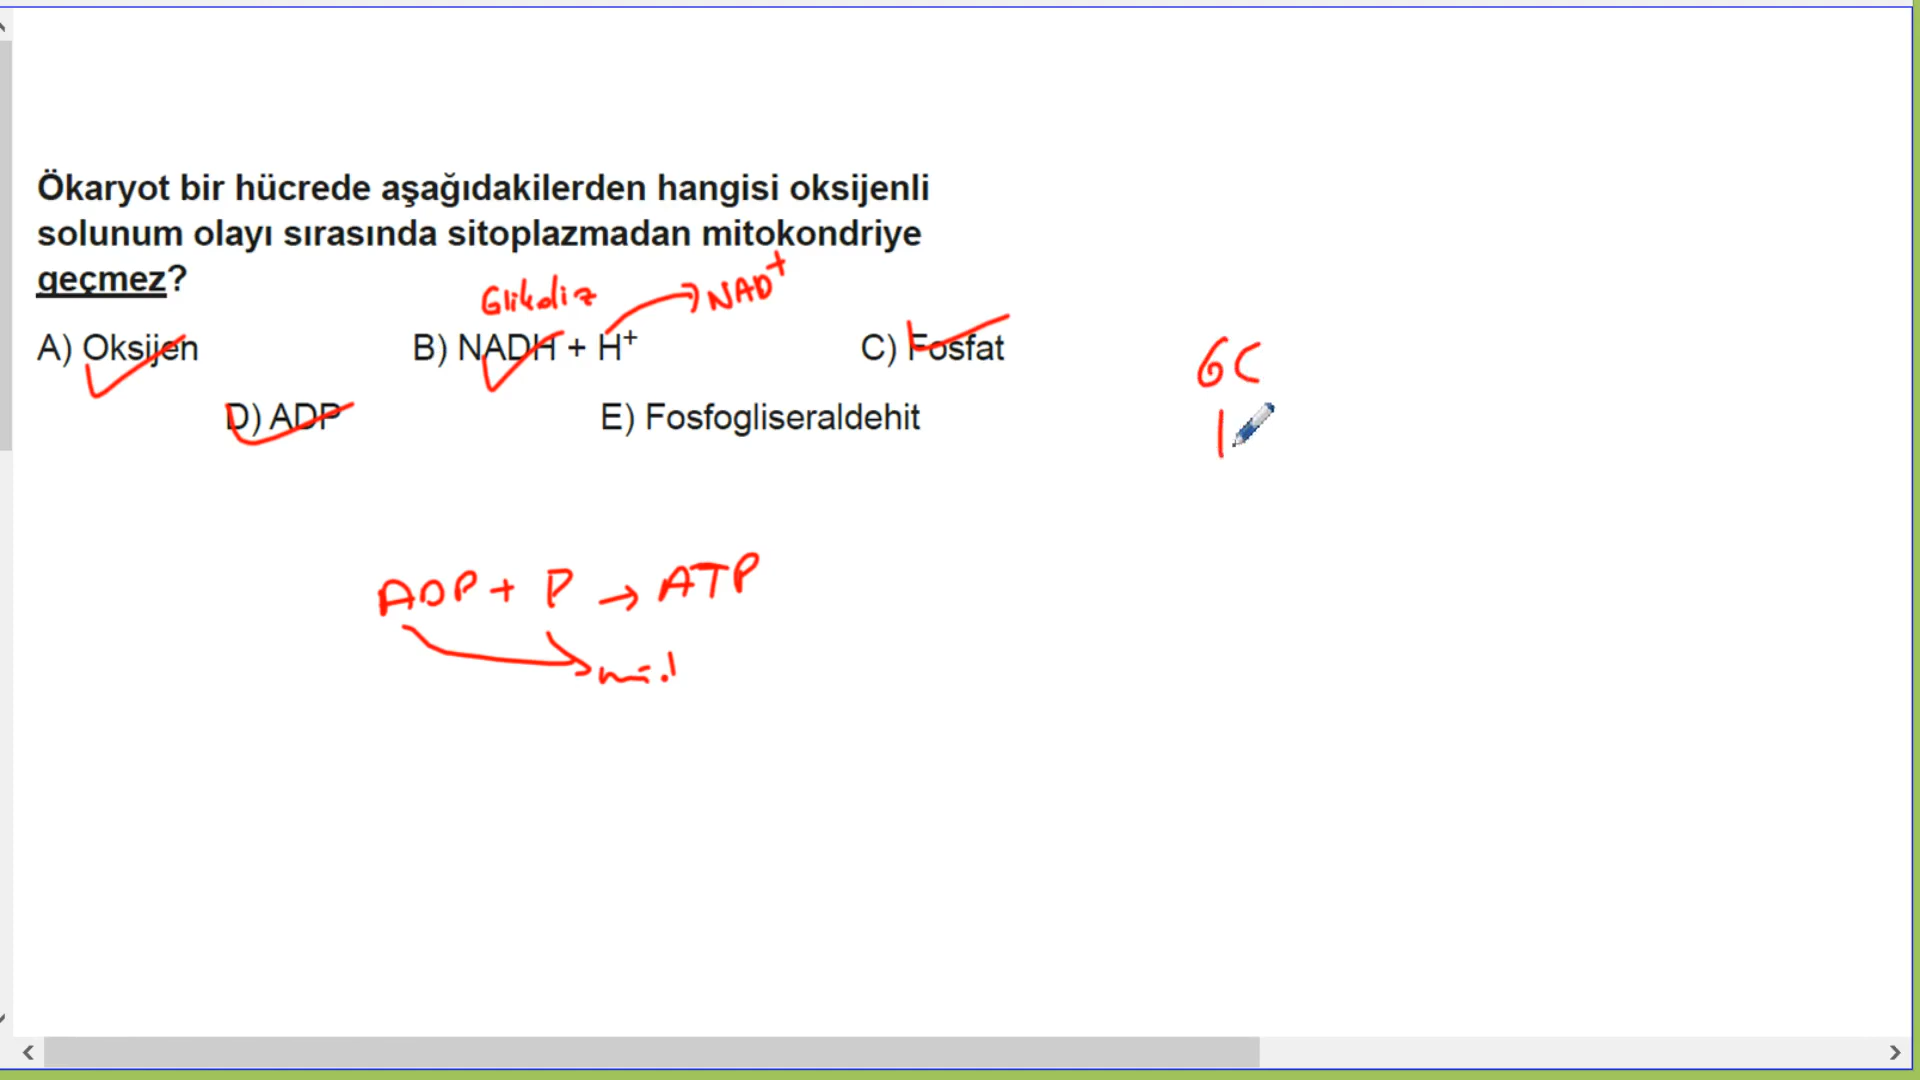 Ökaryot bir hücrede aşağıdakilerden hangisi oksijenli
solunum olayı sırasında sitoplazmadan mitokondriye
geçmez?
Glikoliz
NAD+
A) Oksijen B) NADH + H+ C) Fosfat
6C
D) ADP E) Fosfogliseraldehit
ADP + P → ATP